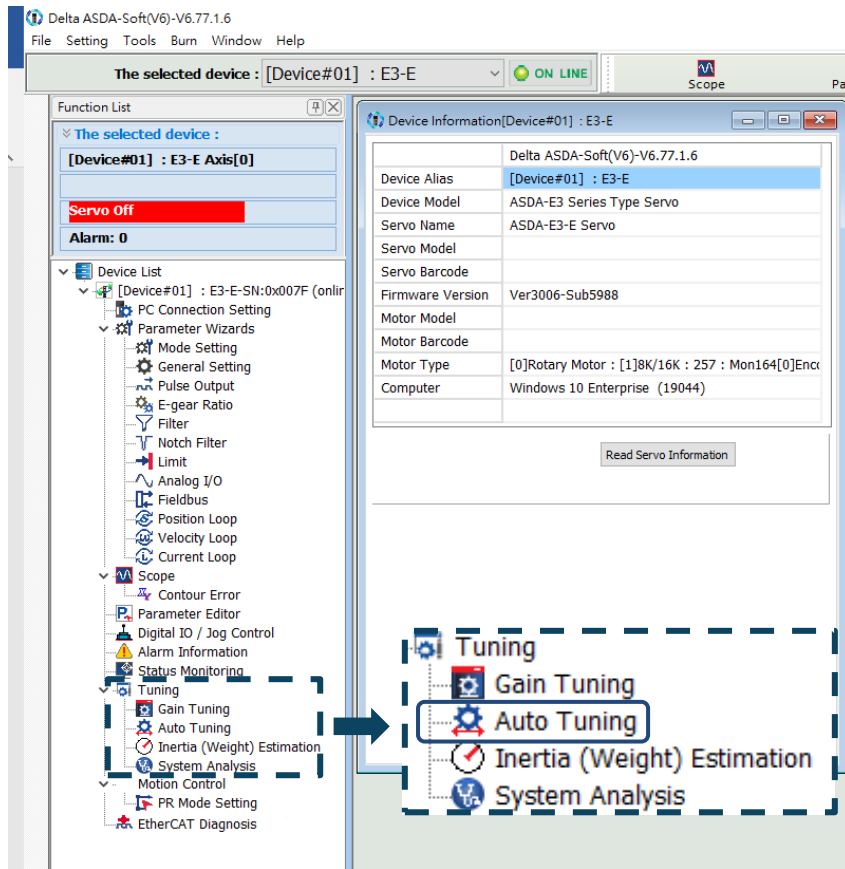 Delta ASDA-Soft(V6)-V6.77.1.6
File Setting Tools Burn Window Help
The selected device : [Device#01] : E3-E ON LINE Scope Pa
Function List
The selected device :
[Device#01] : E3-E Axis[0]
Servo Off
Alarm: 0
Device List
[Device#01] : E3-E-SN:0x007F (onlir
PC Connection Setting
Parameter Wizards
Mode Setting
General Setting
Pulse Output
E-gear Ratio
Filter
Notch Filter
Limit
Analog I/O
Fieldbus
Position Loop
Velocity Loop
Current Loop
Scope
Contour Error
Parameter Editor
Digital IO / Jog Control
Alarm Information
Status Monitoring
Tuning
Gain Tuning
Auto Tuning
Inertia (Weight) Estimation
System Analysis
Motion Control
PR Mode Setting
EtherCAT Diagnosis
Device Information[Device#01] : E3-E
Delta ASDA-Soft(V6)-V6.77.1.6
Device Alias [Device#01] : E3-E
Device Model ASDA-E3 Series Type Servo
Servo Name ASDA-E3-E Servo
Servo Model
Servo Barcode
Firmware Version Ver3006-Sub5988
Motor Model
Motor Barcode
Motor Type [0]Rotary Motor : [1]8K/16K : 257 : Mon164[0]Enc
Computer Windows 10 Enterprise (19044)
Read Servo Information
Tuning
Gain Tuning
Auto Tuning
Inertia (Weight) Estimation
System Analysis